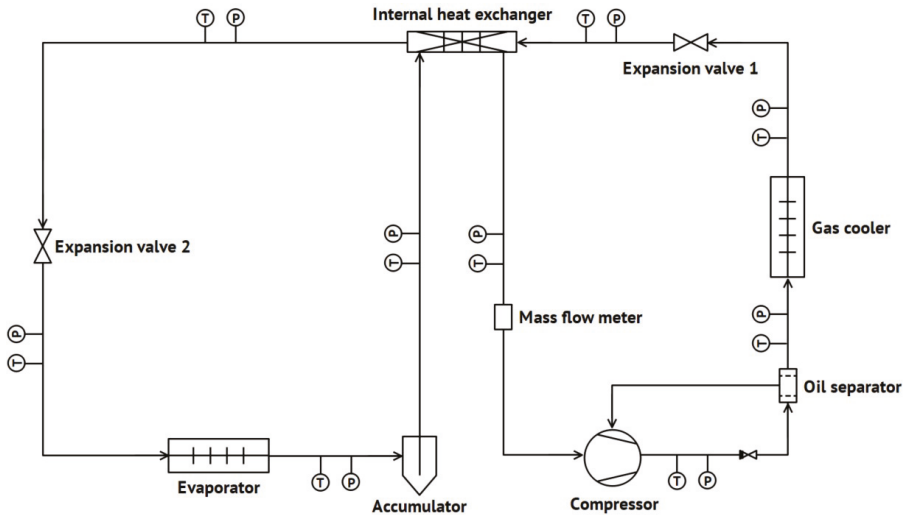 Internal heat exchanger
T P
T P
Expansion valve 1
P
T
Gas cooler
Expansion valve 2
P
T
P
T
Mass flow meter
P
T
P
T
Oil separator
Evaporator
T P
Accumulator
Compressor
T P